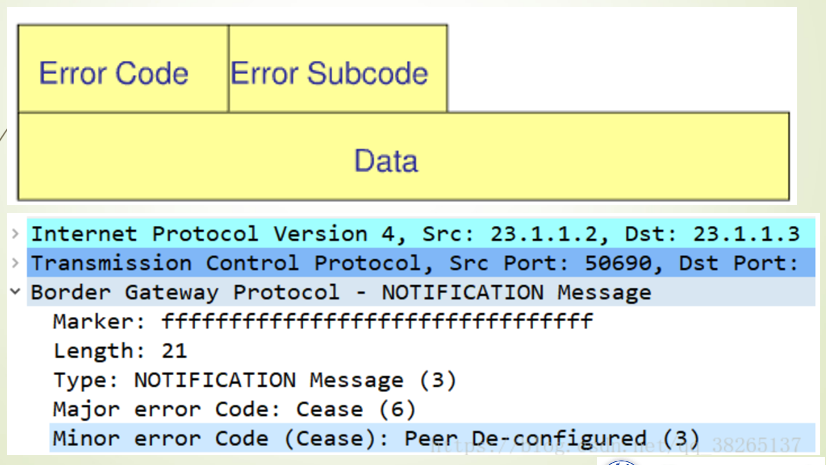 Error Code Error Subcode
Data
Internet Protocol Version 4, Src: 23.1.1.2, Dst: 23.1.1.3
Transmission Control Protocol, Src Port: 50690, Dst Port:
Border Gateway Protocol - NOTIFICATION Message
Marker: ffffffffffffffffffffffffffffffff
Length: 21
Type: NOTIFICATION Message (3)
Major error Code: Cease (6)
Minor error Code (Cease): Peer De-configured (3)
https://blog.csdn.net/qq_38265137